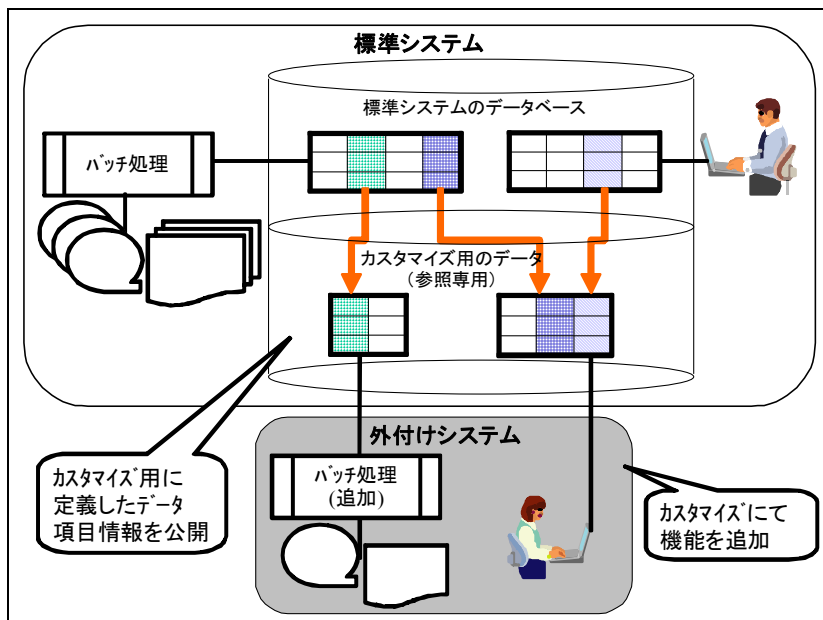 標準システム
標準システムのデータベース
ﾊﾞｯﾁ処理
カスタマイズ用のデータ
（参照専用）
外付けシステム
ﾊﾞｯﾁ処理
(追加)
ｶｽﾀﾏｲｽﾞ用に
定義したﾃﾞｰﾀ
項目情報を公開
ｶｽﾀﾏｲｽﾞにて
機能を追加